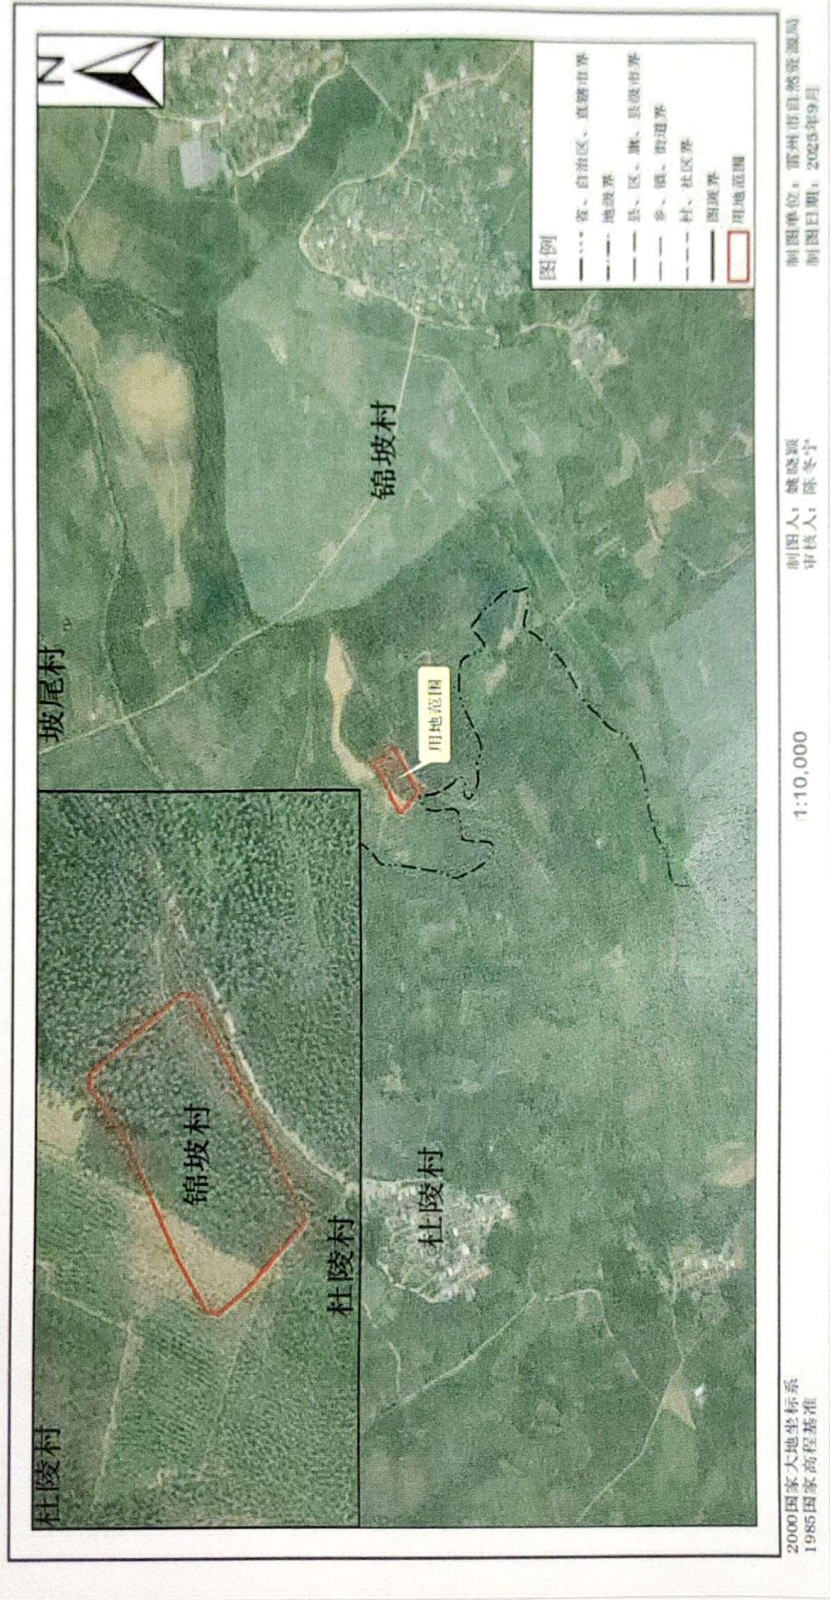 N
坡尾村
杜陵村
锦坡村
杜陵村
锦坡村
用地范围
杜陵村
图例
省、自治区、直辖市界
地级界
县、区、旗、县级市界
乡、镇、街道界
村、社区界
图斑界
用地范围
2000国家大地坐标系
1985国家高程基准
1:10,000
制图人：姚晓颖
审核人：陈冬宁
制图单位：雷州市自然资源局
制图日期：2025年9月